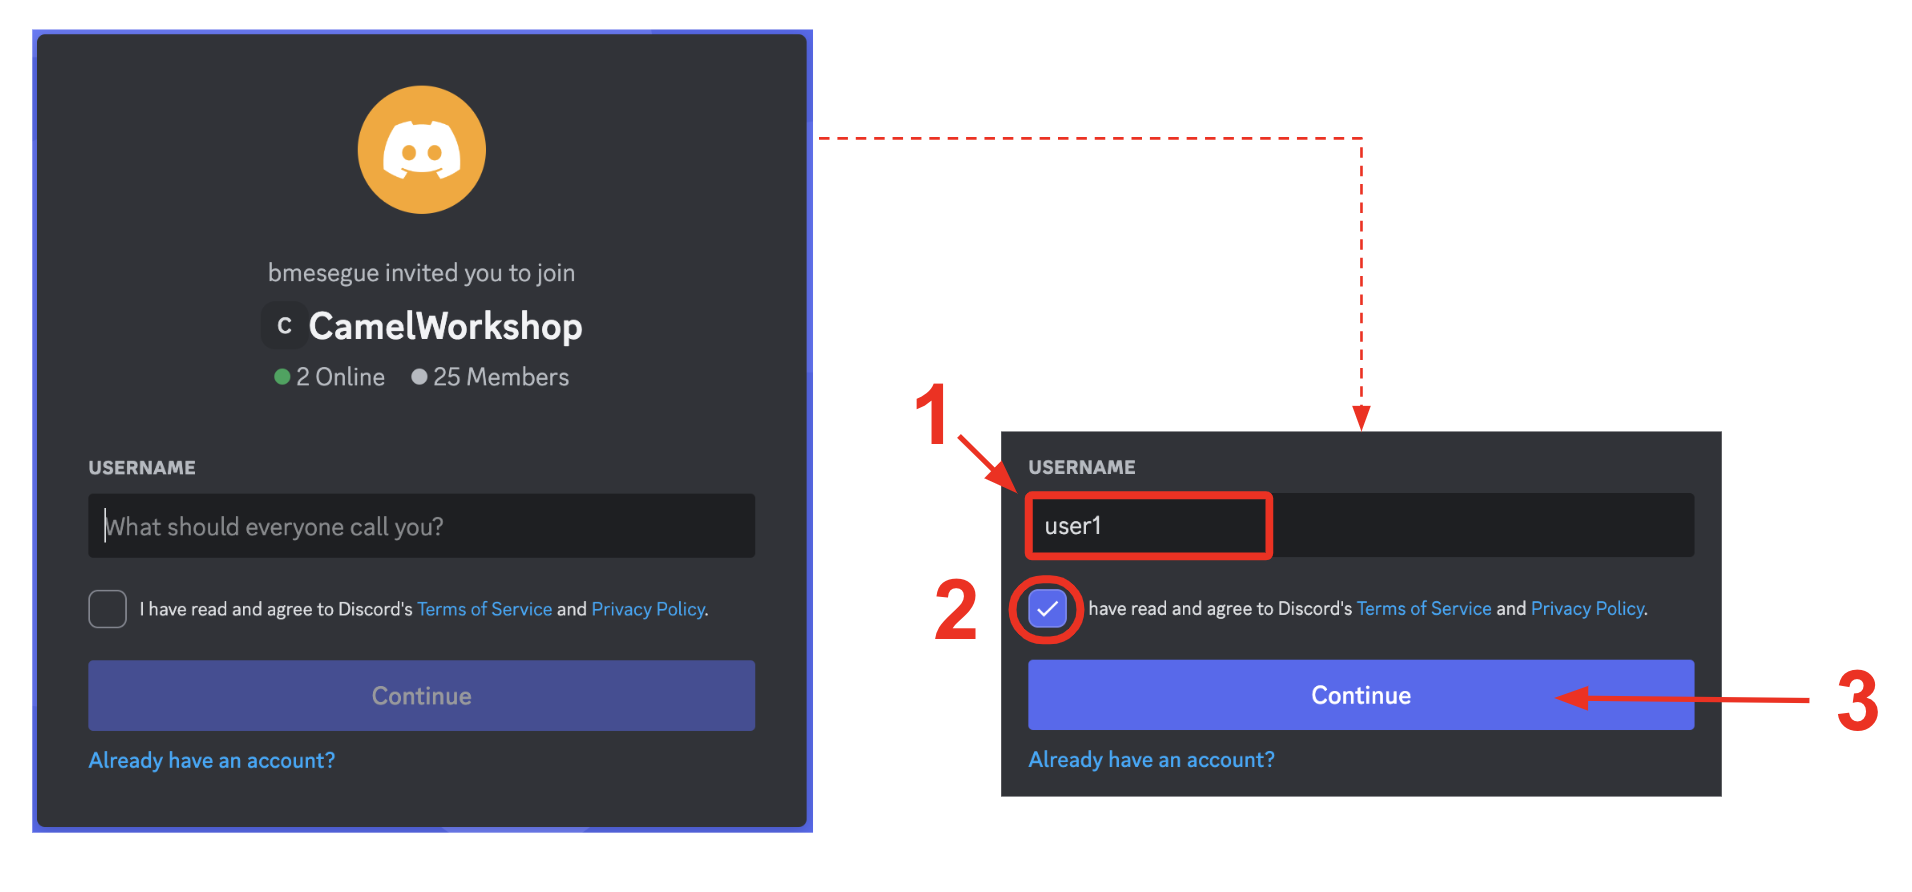 bmesegue invited you to join
C CamelWorkshop
2 Online 25 Members
USERNAME
What should everyone call you?
I have read and agree to Discord's Terms of Service and Privacy Policy.
Continue
Already have an account?
1
USERNAME
user1
2
have read and agree to Discord's Terms of Service and Privacy Policy.
Continue
3
Already have an account?